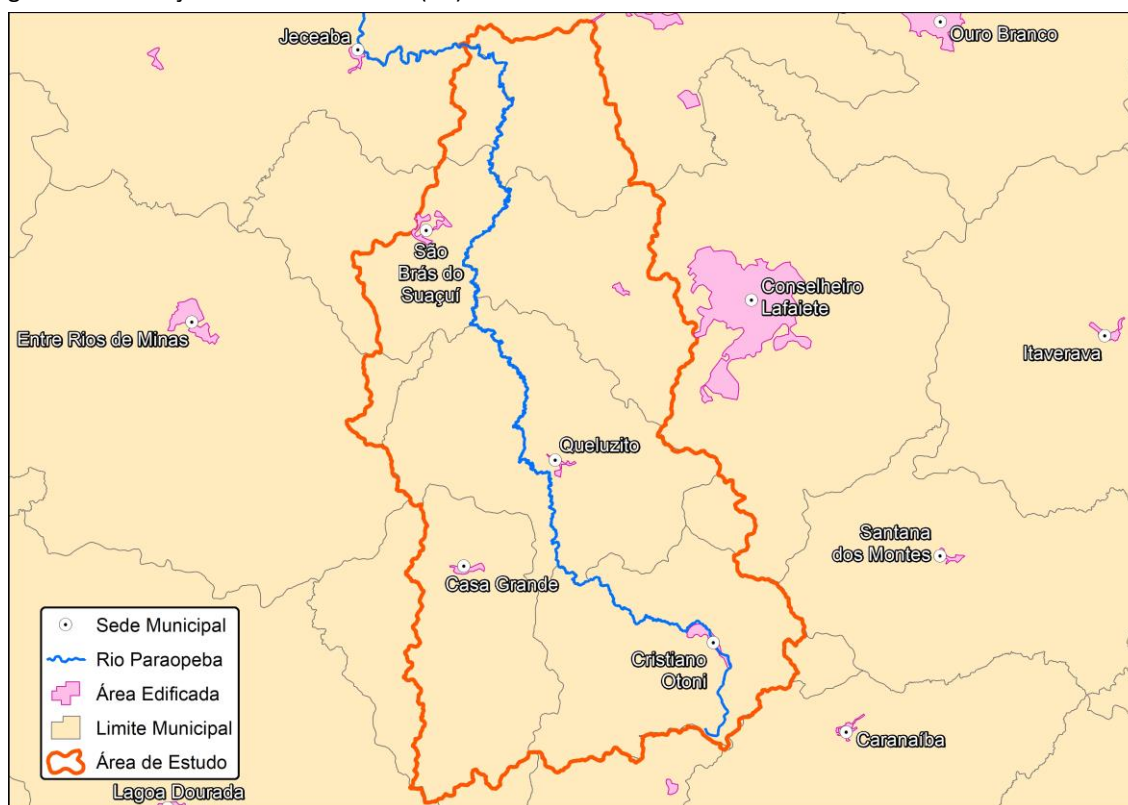 Jeceaba
Ouro Branco
São
Brás do
Suaçuí
Conselheiro
Lafaiete
Entre Rios de Minas
Itaverava
Queluzito
Santana
dos Montes
Casa Grande
Cristiano
Otoni
Caranaíba
Lagoa Dourada
Sede Municipal
Rio Paraopeba
Área Edificada
Limite Municipal
Área de Estudo